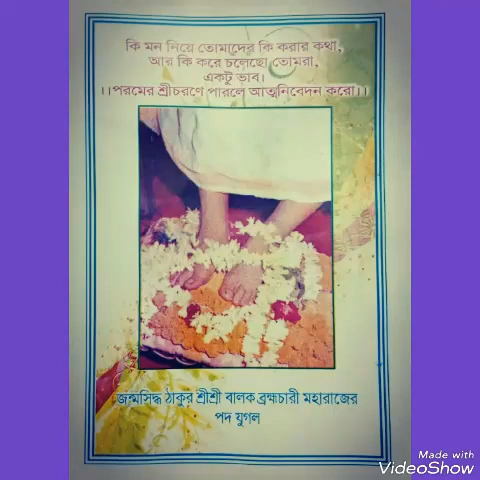 কি মন নিয়ে তোমাদের কি করার কথা,
আর কি করে চলেছো তোমরা,
একটু ভাব।
।।পরমের শ্রীচরণে পারলে আত্মনিবেদন করো।।
জন্মসিদ্ধ ঠাকুর শ্রীশ্রী বালক ব্রহ্মচারী মহারাজের
পদ যুগল
Made with
VideoShow